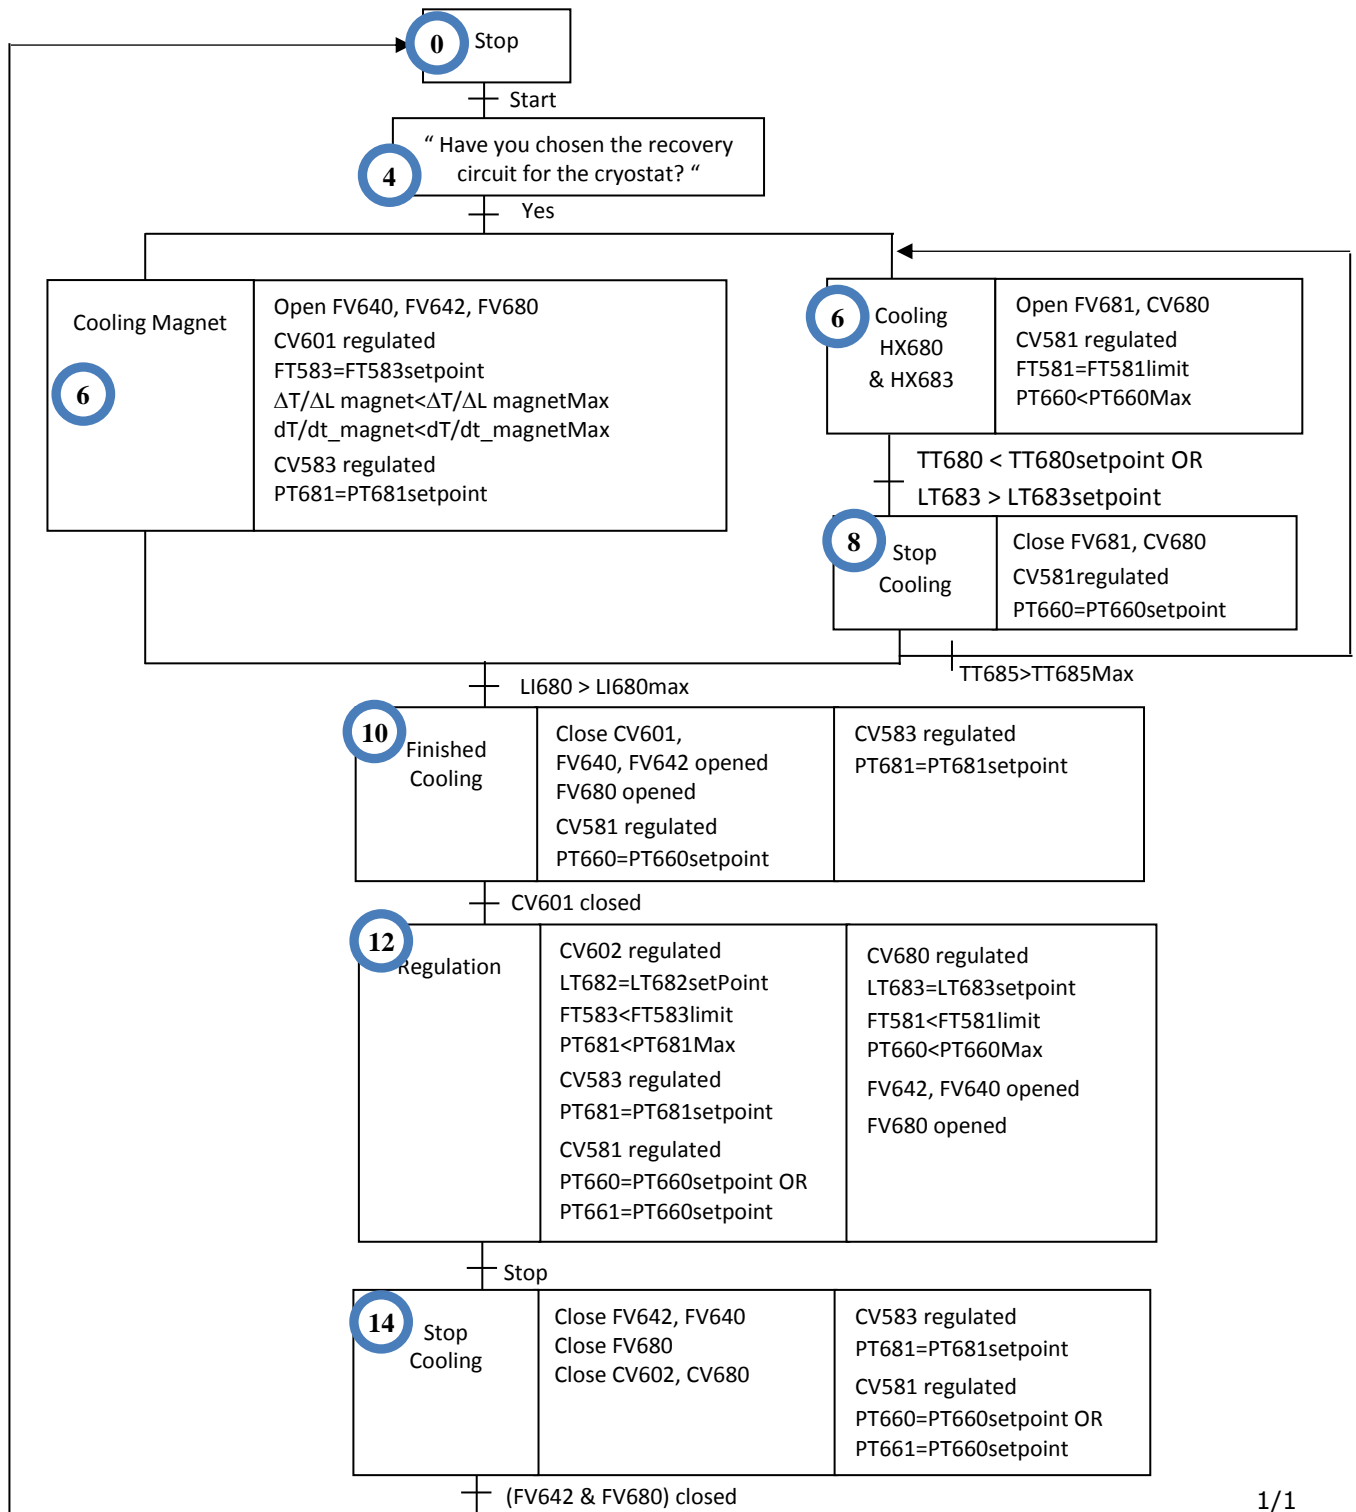 0
Stop
Start
“ Have you chosen the recovery
circuit for the cryostat? “
4
Yes
Cooling Magnet
6
Open FV640, FV642, FV680
CV601 regulated
FT583=FT583setpoint
ΔT/ΔL magnet<ΔT/ΔL magnetMax
dT/dt_magnet<dT/dt_magnetMax
CV583 regulated
PT681=PT681setpoint
6
Cooling
HX680
& HX683
Open FV681, CV680
CV581 regulated
FT581=FT581limit
PT660<PT660Max
TT680 < TT680setpoint OR
LT683 > LT683setpoint
8
Stop
Cooling
Close FV681, CV680
CV581regulated
PT660=PT660setpoint
TT685>TT685Max
LI680 > LI680max
10
Finished
Cooling
Close CV601,
FV640, FV642 opened
FV680 opened
CV581 regulated
PT660=PT660setpoint
CV583 regulated
PT681=PT681setpoint
CV601 closed
12
Regulation
CV602 regulated
LT682=LT682setPoint
FT583<FT583limit
PT681<PT681Max
CV583 regulated
PT681=PT681setpoint
CV581 regulated
PT660=PT660setpoint OR
PT661=PT660setpoint
CV680 regulated
LT683=LT683setpoint
FT581<FT581limit
PT660<PT660Max
FV642, FV640 opened
FV680 opened
Stop
14
Stop
Cooling
Close FV642, FV640
Close FV680
Close CV602, CV680
CV583 regulated
PT681=PT681setpoint
CV581 regulated
PT660=PT660setpoint OR
PT661=PT660setpoint
(FV642 & FV680) closed
1/1